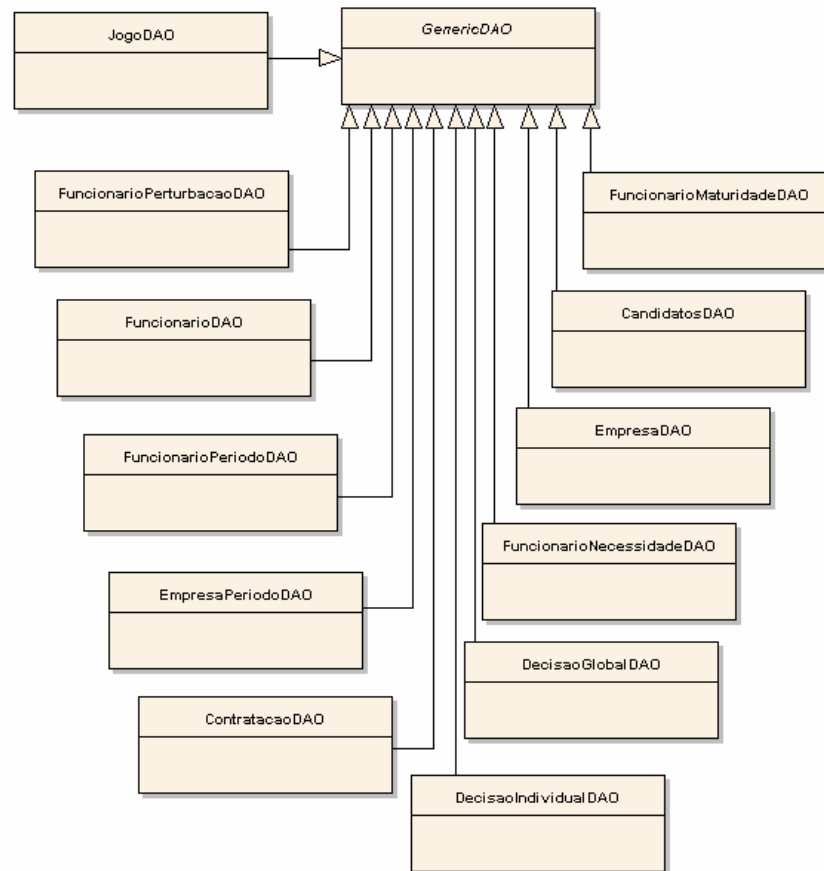 JogoDAO
GenericDAO
FuncionarioPerturbacaoDAO
FuncionarioMaturidadeDAO
FuncionarioDAO
CandidatosDAO
EmpresaDAO
FuncionarioPeriodoDAO
FuncionarioNecessidadeDAO
EmpresaPeriodoDAO
DecisaoGlobalDAO
ContratacaoDAO
DecisaoIndividualDAO